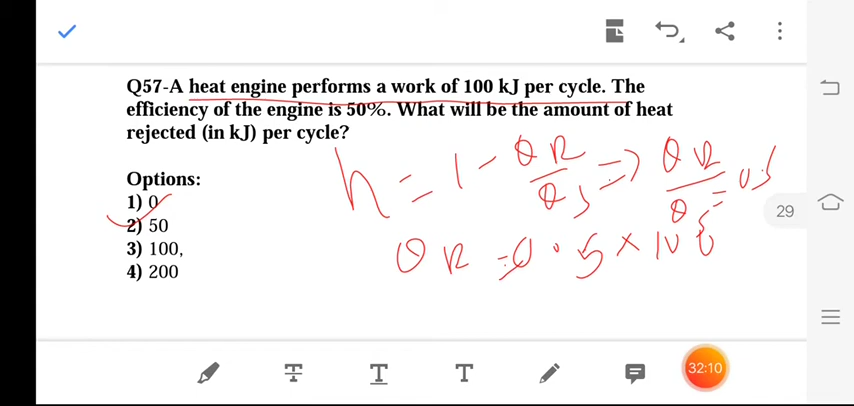 Q57-A heat engine performs a work of 100 kJ per cycle. The
efficiency of the engine is 50%. What will be the amount of heat
rejected (in kJ) per cycle?
Options:
1) 0
2) 50
3) 100,
4) 200
η = 1 - QR/Qs => QR/Qs = 0.5
QR = 0.5 × 100
29
T
T
T
32:10